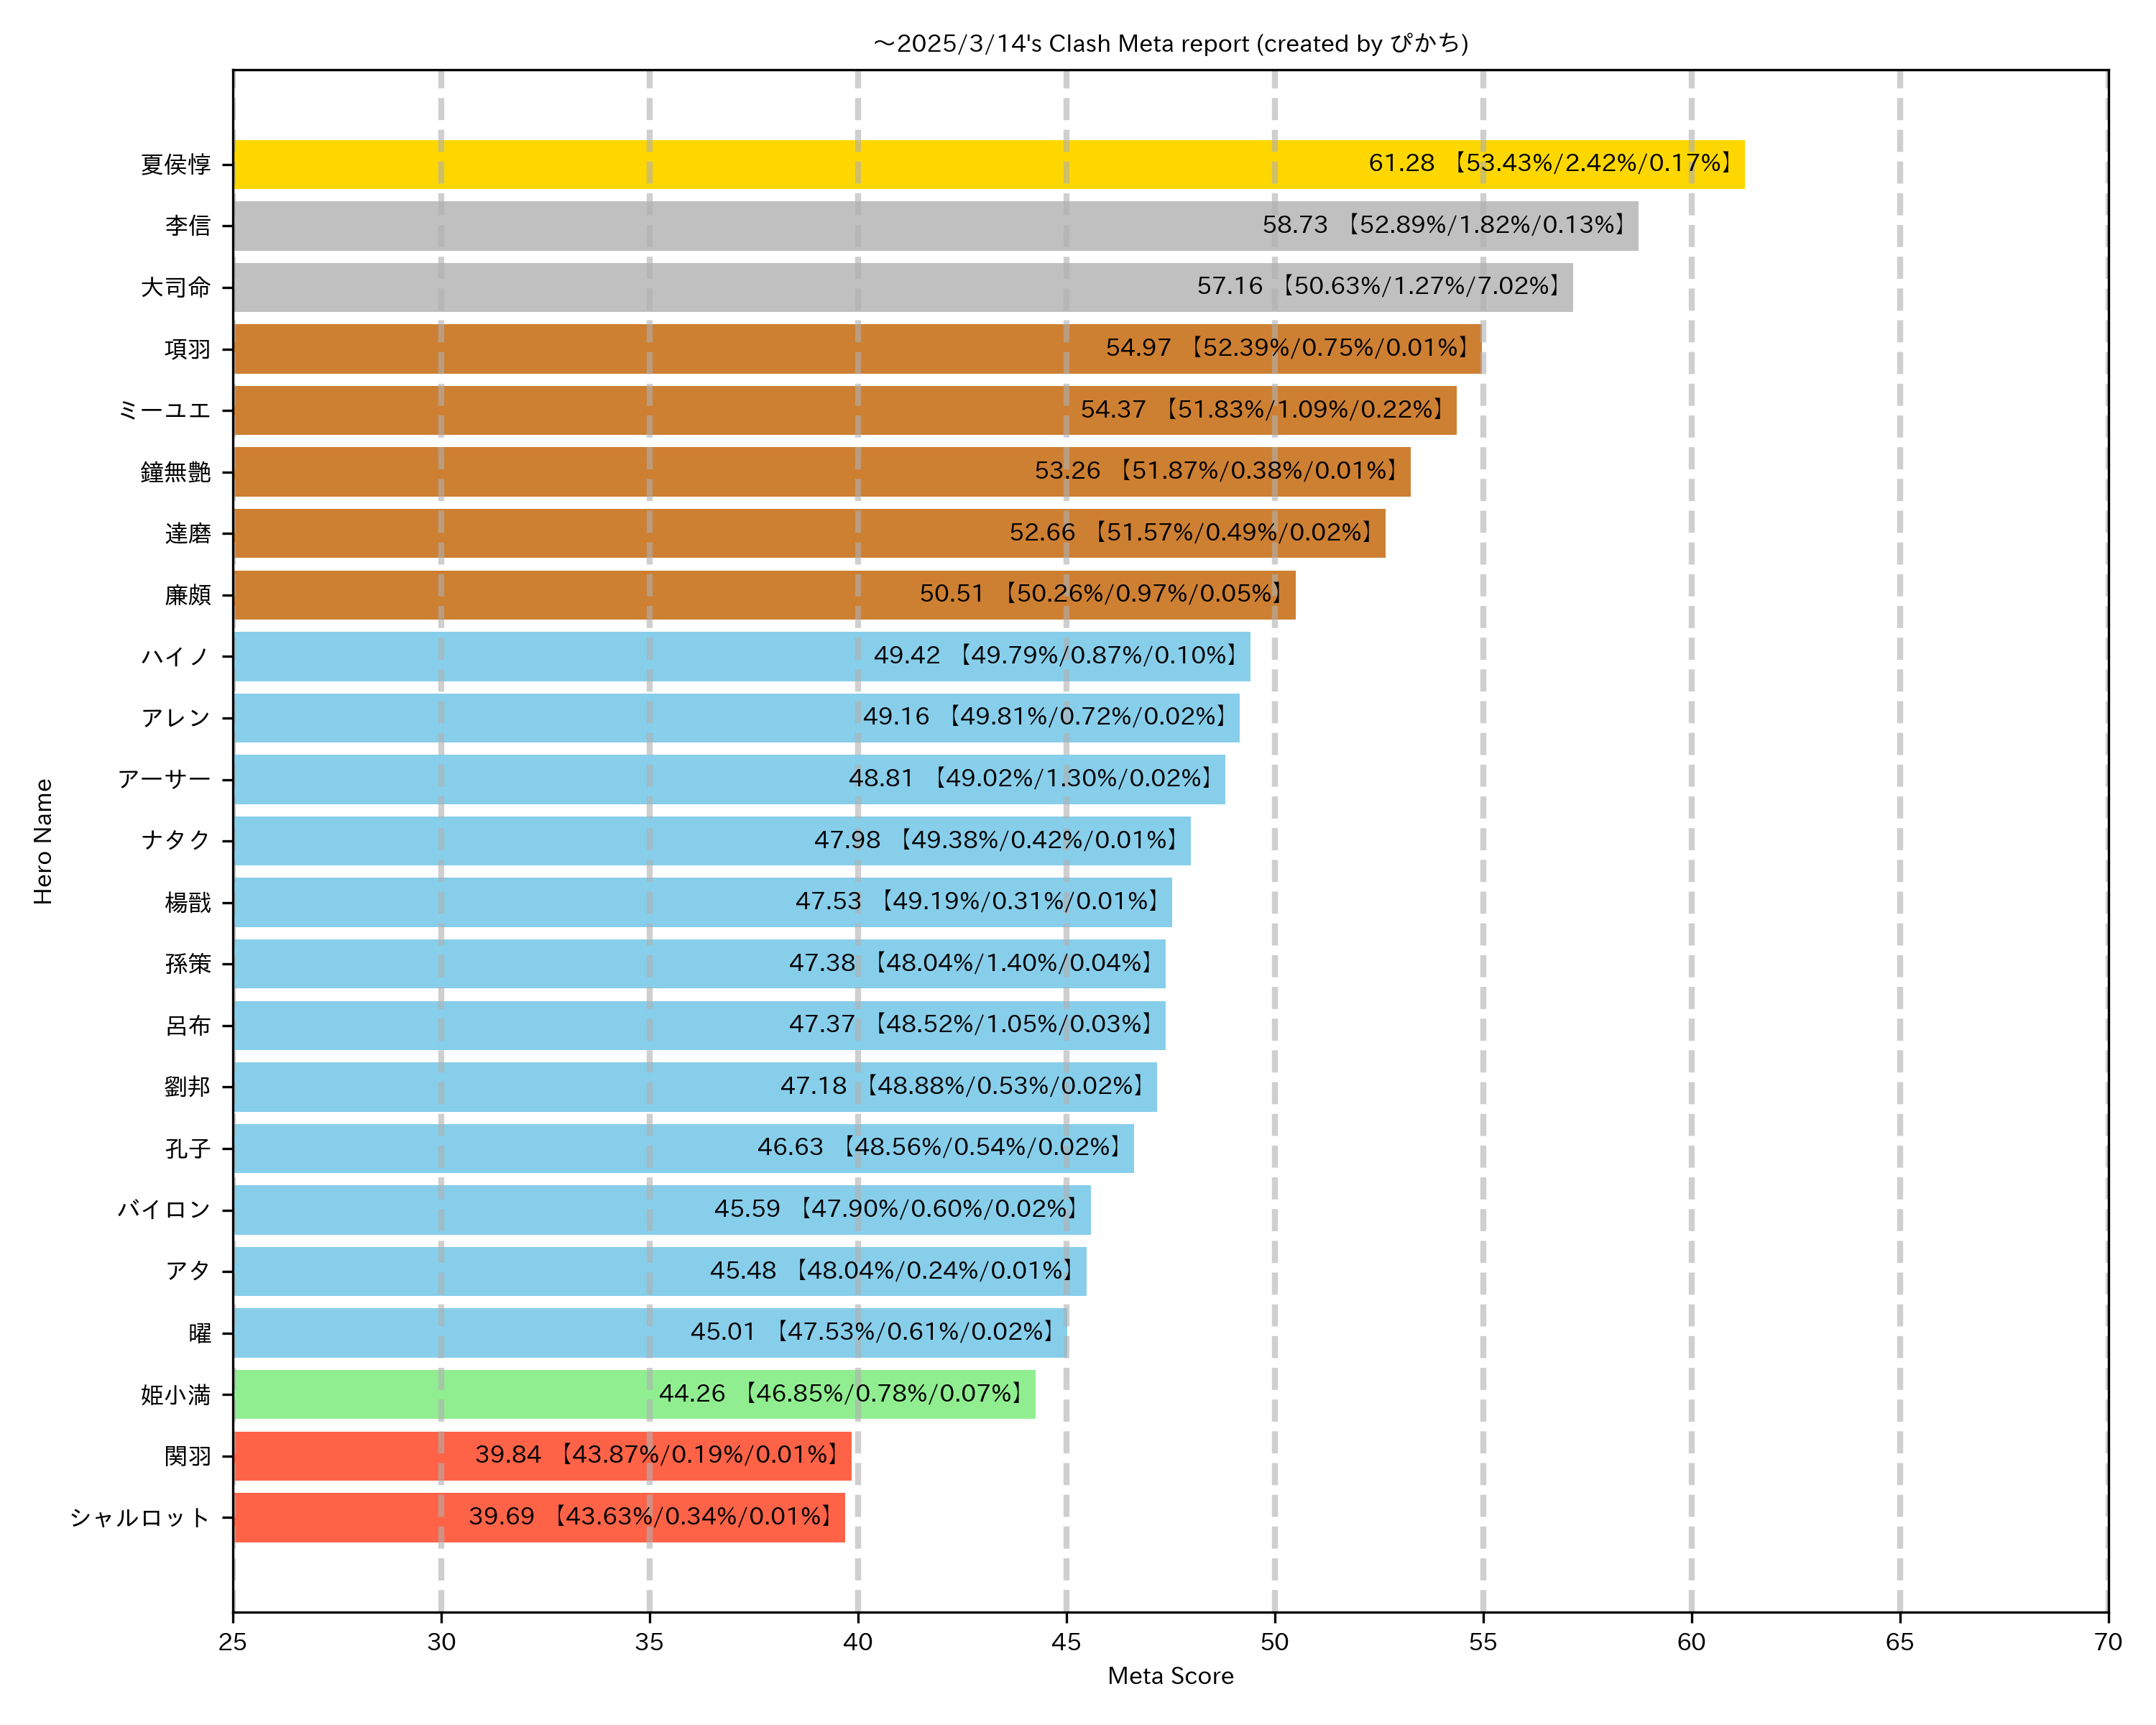 ～2025/3/14's Clash Meta report (created by ぴかち)
夏侯惇 61.28 【53.43%/2.42%/0.17%】
李信 58.73 【52.89%/1.82%/0.13%】
大司命 57.16 【50.63%/1.27%/7.02%】
項羽 54.97 【52.39%/0.75%/0.01%】
ミーユエ 54.37 【51.83%/1.09%/0.22%】
鐘無艶 53.26 【51.87%/0.38%/0.01%】
達磨 52.66 【51.57%/0.49%/0.02%】
廉頗 50.51 【50.26%/0.97%/0.05%】
ハイノ 49.42 【49.79%/0.87%/0.10%】
アレン 49.16 【49.81%/0.72%/0.02%】
アーサー 48.81 【49.02%/1.30%/0.02%】
ナタク 47.98 【49.38%/0.42%/0.01%】
楊戩 47.53 【49.19%/0.31%/0.01%】
孫策 47.38 【48.04%/1.40%/0.04%】
呂布 47.37 【48.52%/1.05%/0.03%】
劉邦 47.18 【48.88%/0.53%/0.02%】
孔子 46.63 【48.56%/0.54%/0.02%】
バイロン 45.59 【47.90%/0.60%/0.02%】
アタ 45.48 【48.04%/0.24%/0.01%】
曜 45.01 【47.53%/0.61%/0.02%】
姫小満 44.26 【46.85%/0.78%/0.07%】
関羽 39.84 【43.87%/0.19%/0.01%】
シャルロット 39.69 【43.63%/0.34%/0.01%】
Hero Name
25 30 35 40 45 50 55 60 65 70
Meta Score